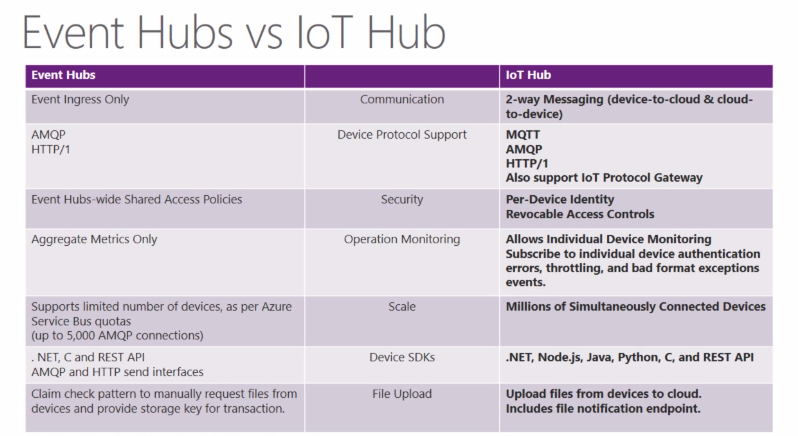 Event Hubs vs IoT Hub
Event Hubs IoT Hub
Event Ingress Only
Communication
2-way Messaging (device-to-cloud & cloud-
to-device)
AMQP
HTTP/1
Device Protocol Support
MQTT
AMQP
HTTP/1
Also support IoT Protocol Gateway
Event Hubs-wide Shared Access Policies
Security
Per-Device Identity
Revocable Access Controls
Aggregate Metrics Only
Operation Monitoring
Allows Individual Device Monitoring
Subscribe to individual device authentication
errors, throttling, and bad format exceptions
events.
Supports limited number of devices, as per Azure
Service Bus quotas
(up to 5,000 AMQP connections)
Scale
Millions of Simultaneously Connected Devices
. NET, C and REST API
AMQP and HTTP send interfaces
Device SDKs
.NET, Node.js, Java, Python, C, and REST API
Claim check pattern to manually request files from
devices and provide storage key for transaction.
File Upload
Upload files from devices to cloud.
Includes file notification endpoint.